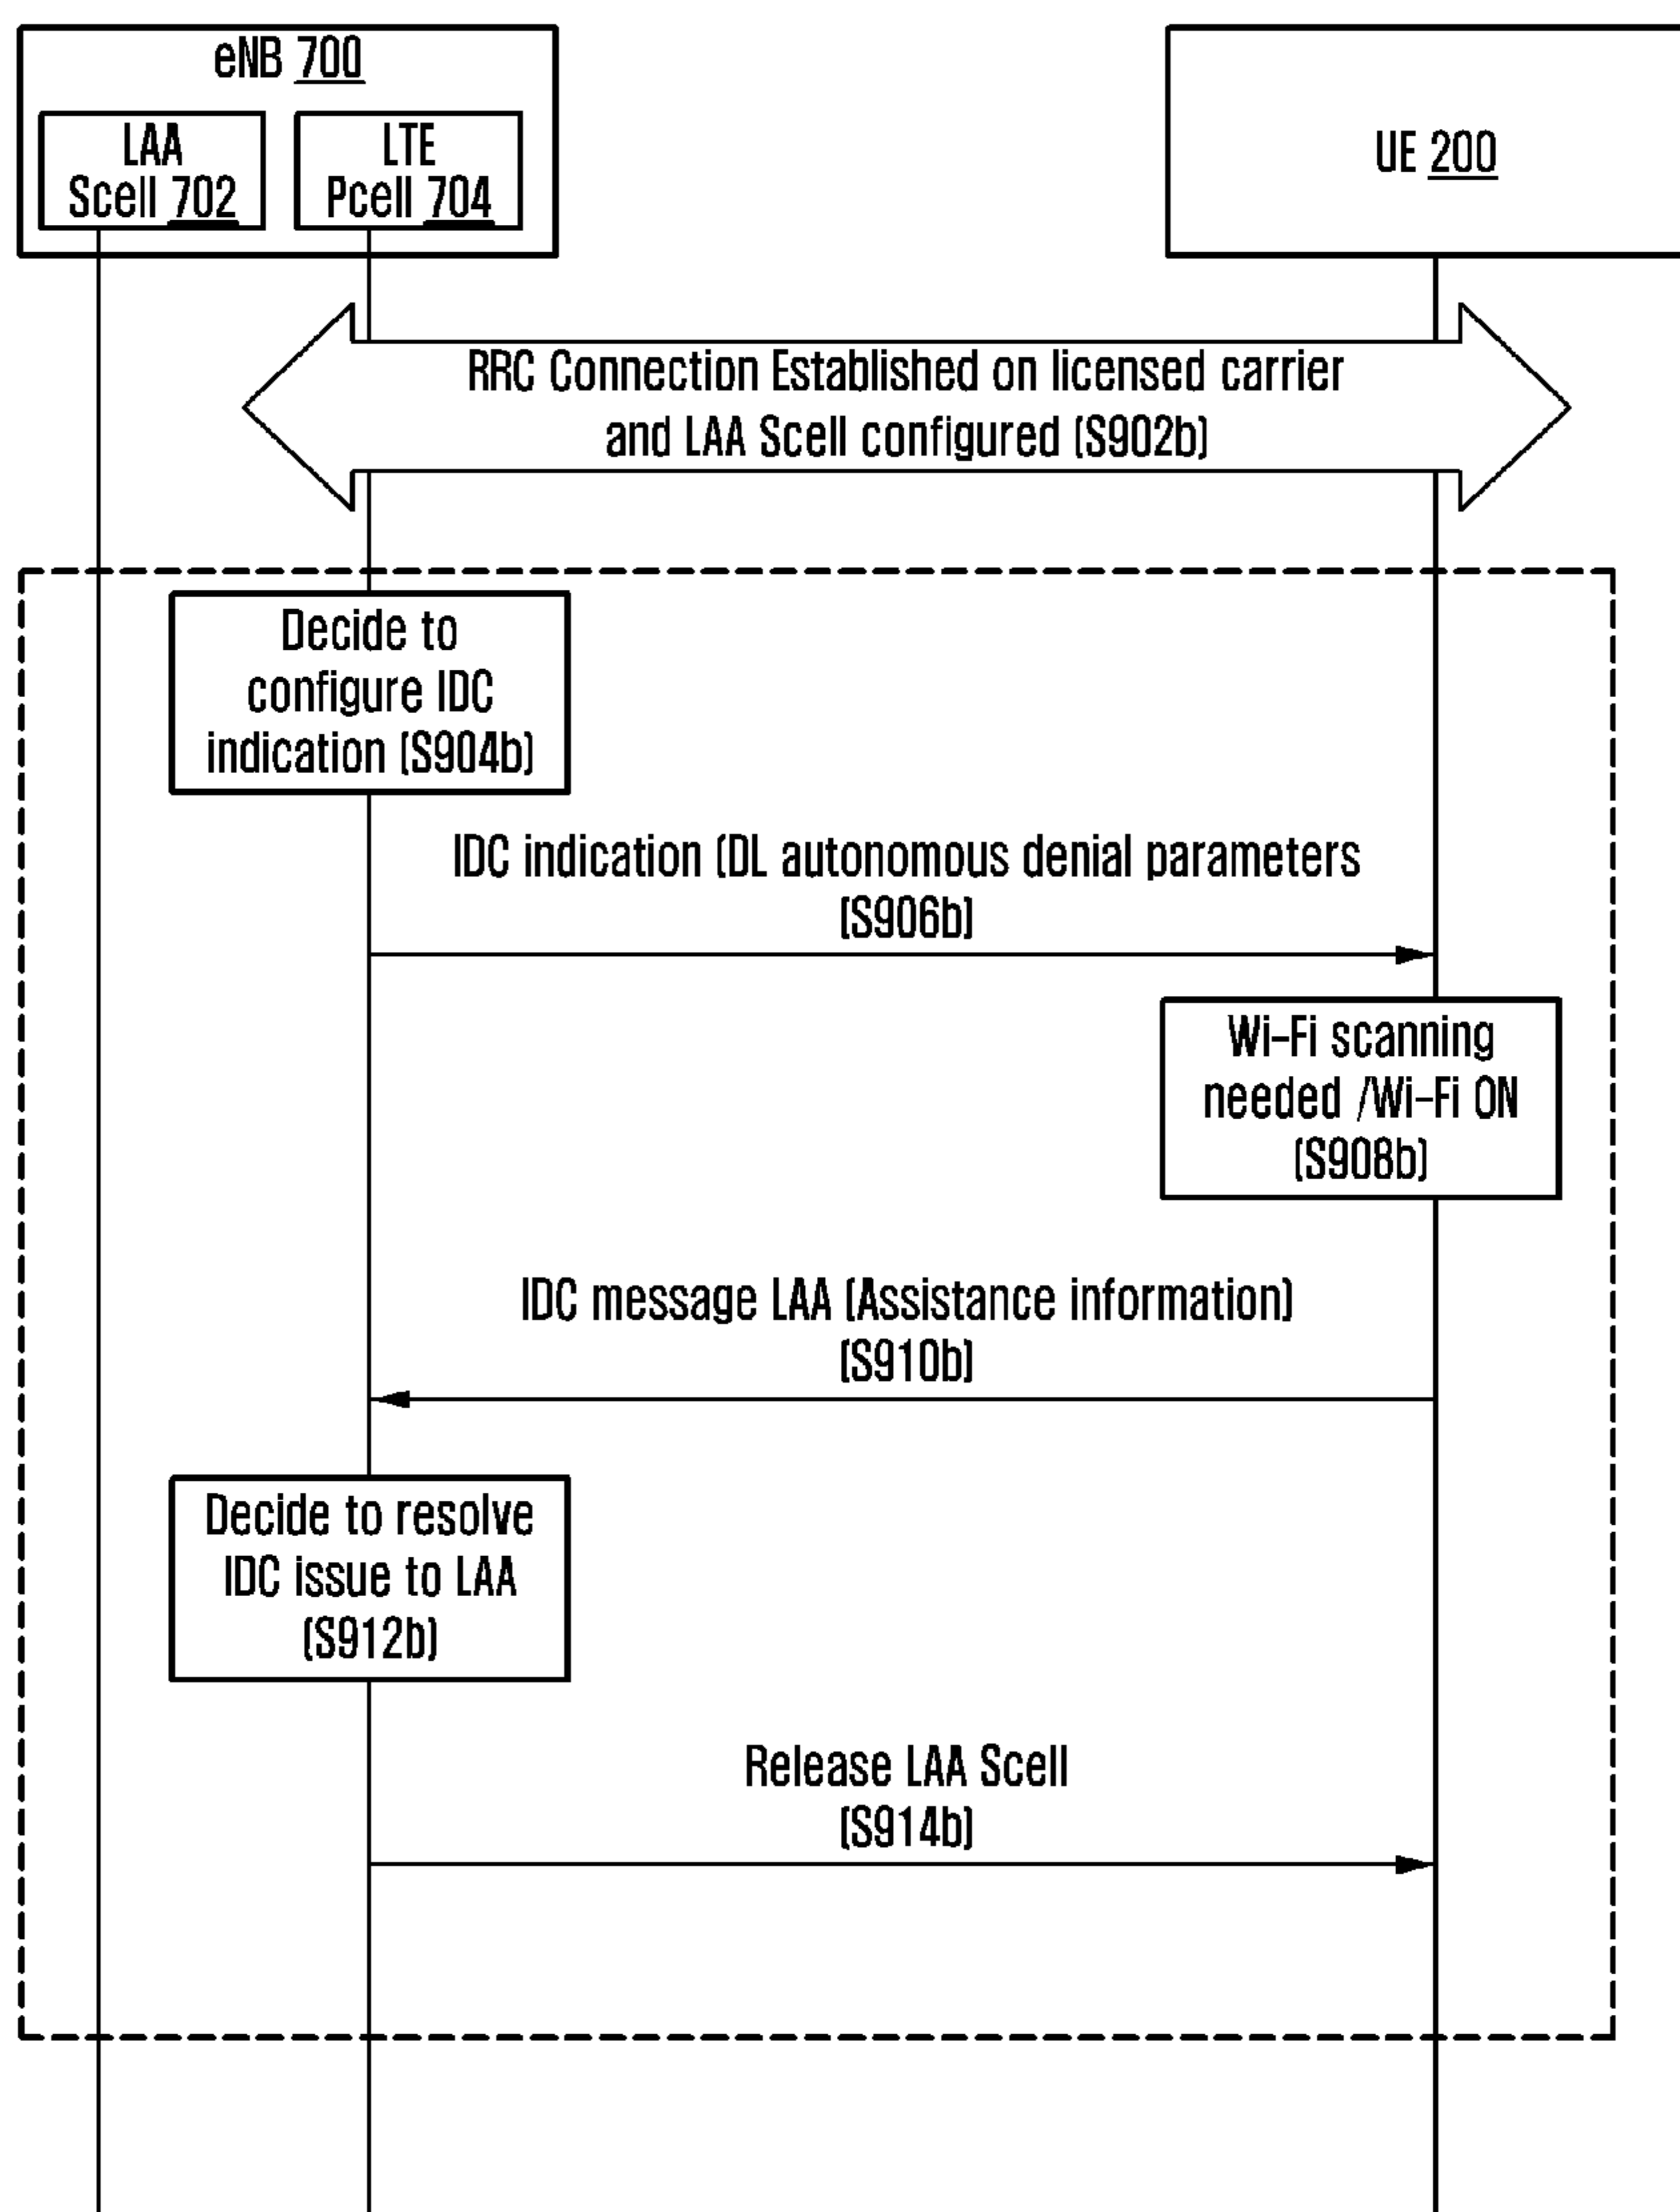 eNB 700
LAA
Scell 702
LTE
Pcell 704
UE 200
RRC Connection Established on licensed carrier
and LAA Scell configured (S902b)
Decide to
configure IDC
indication (S904b)
IDC indication (DL autonomous denial parameters
(S906b)
Wi-Fi scanning
needed /Wi-Fi ON
(S908b)
IDC message LAA (Assistance information)
(S910b)
Decide to resolve
IDC issue to LAA
(S912b)
Release LAA Scell
(S914b)